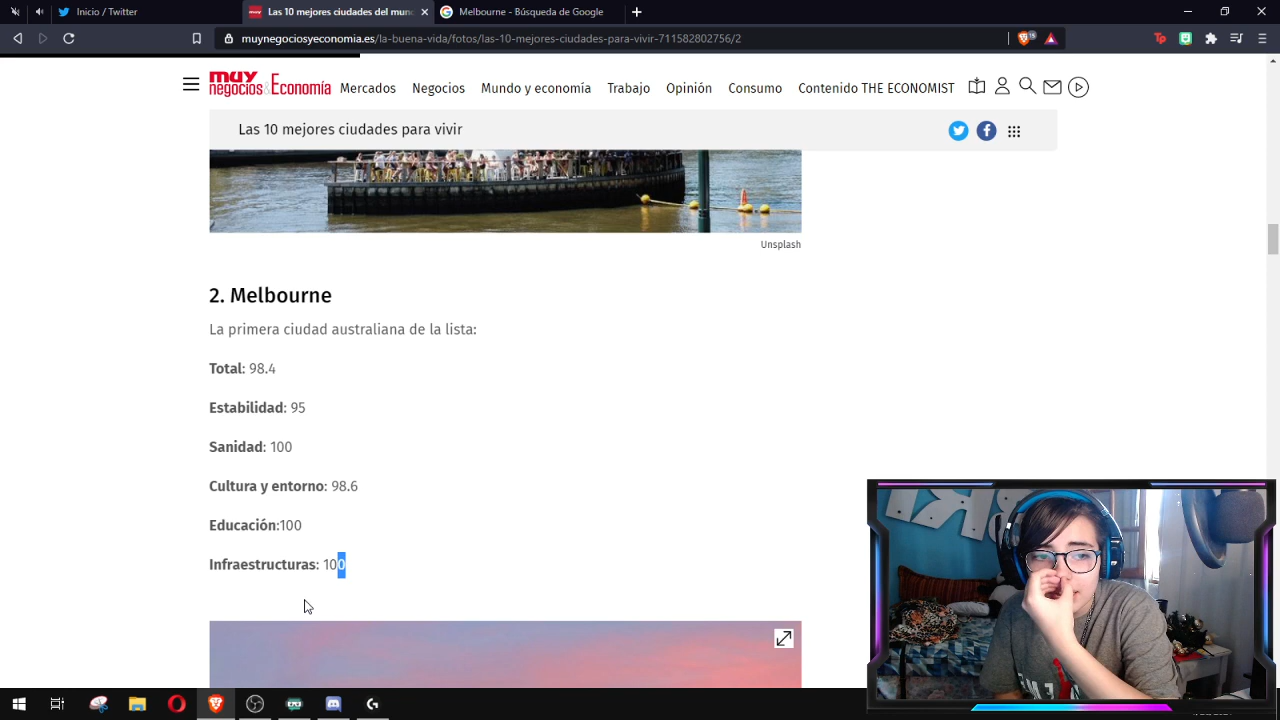 Inicio / Twitter
Las 10 mejores ciudades del mun
Melbourne - Búsqueda de Google
muynegociosyeconomia.es/la-buena-vida/fotos/las-10-mejores-ciudades-para-vivir-711582802756/2
muy
negocios&Economía
Mercados Negocios Mundo y economía Trabajo Opinión Consumo Contenido THE ECONOMIST
Las 10 mejores ciudades para vivir
Unsplash
2. Melbourne
La primera ciudad australiana de la lista:
Total: 98.4
Estabilidad: 95
Sanidad: 100
Cultura y entorno: 98.6
Educación:100
Infraestructuras: 100